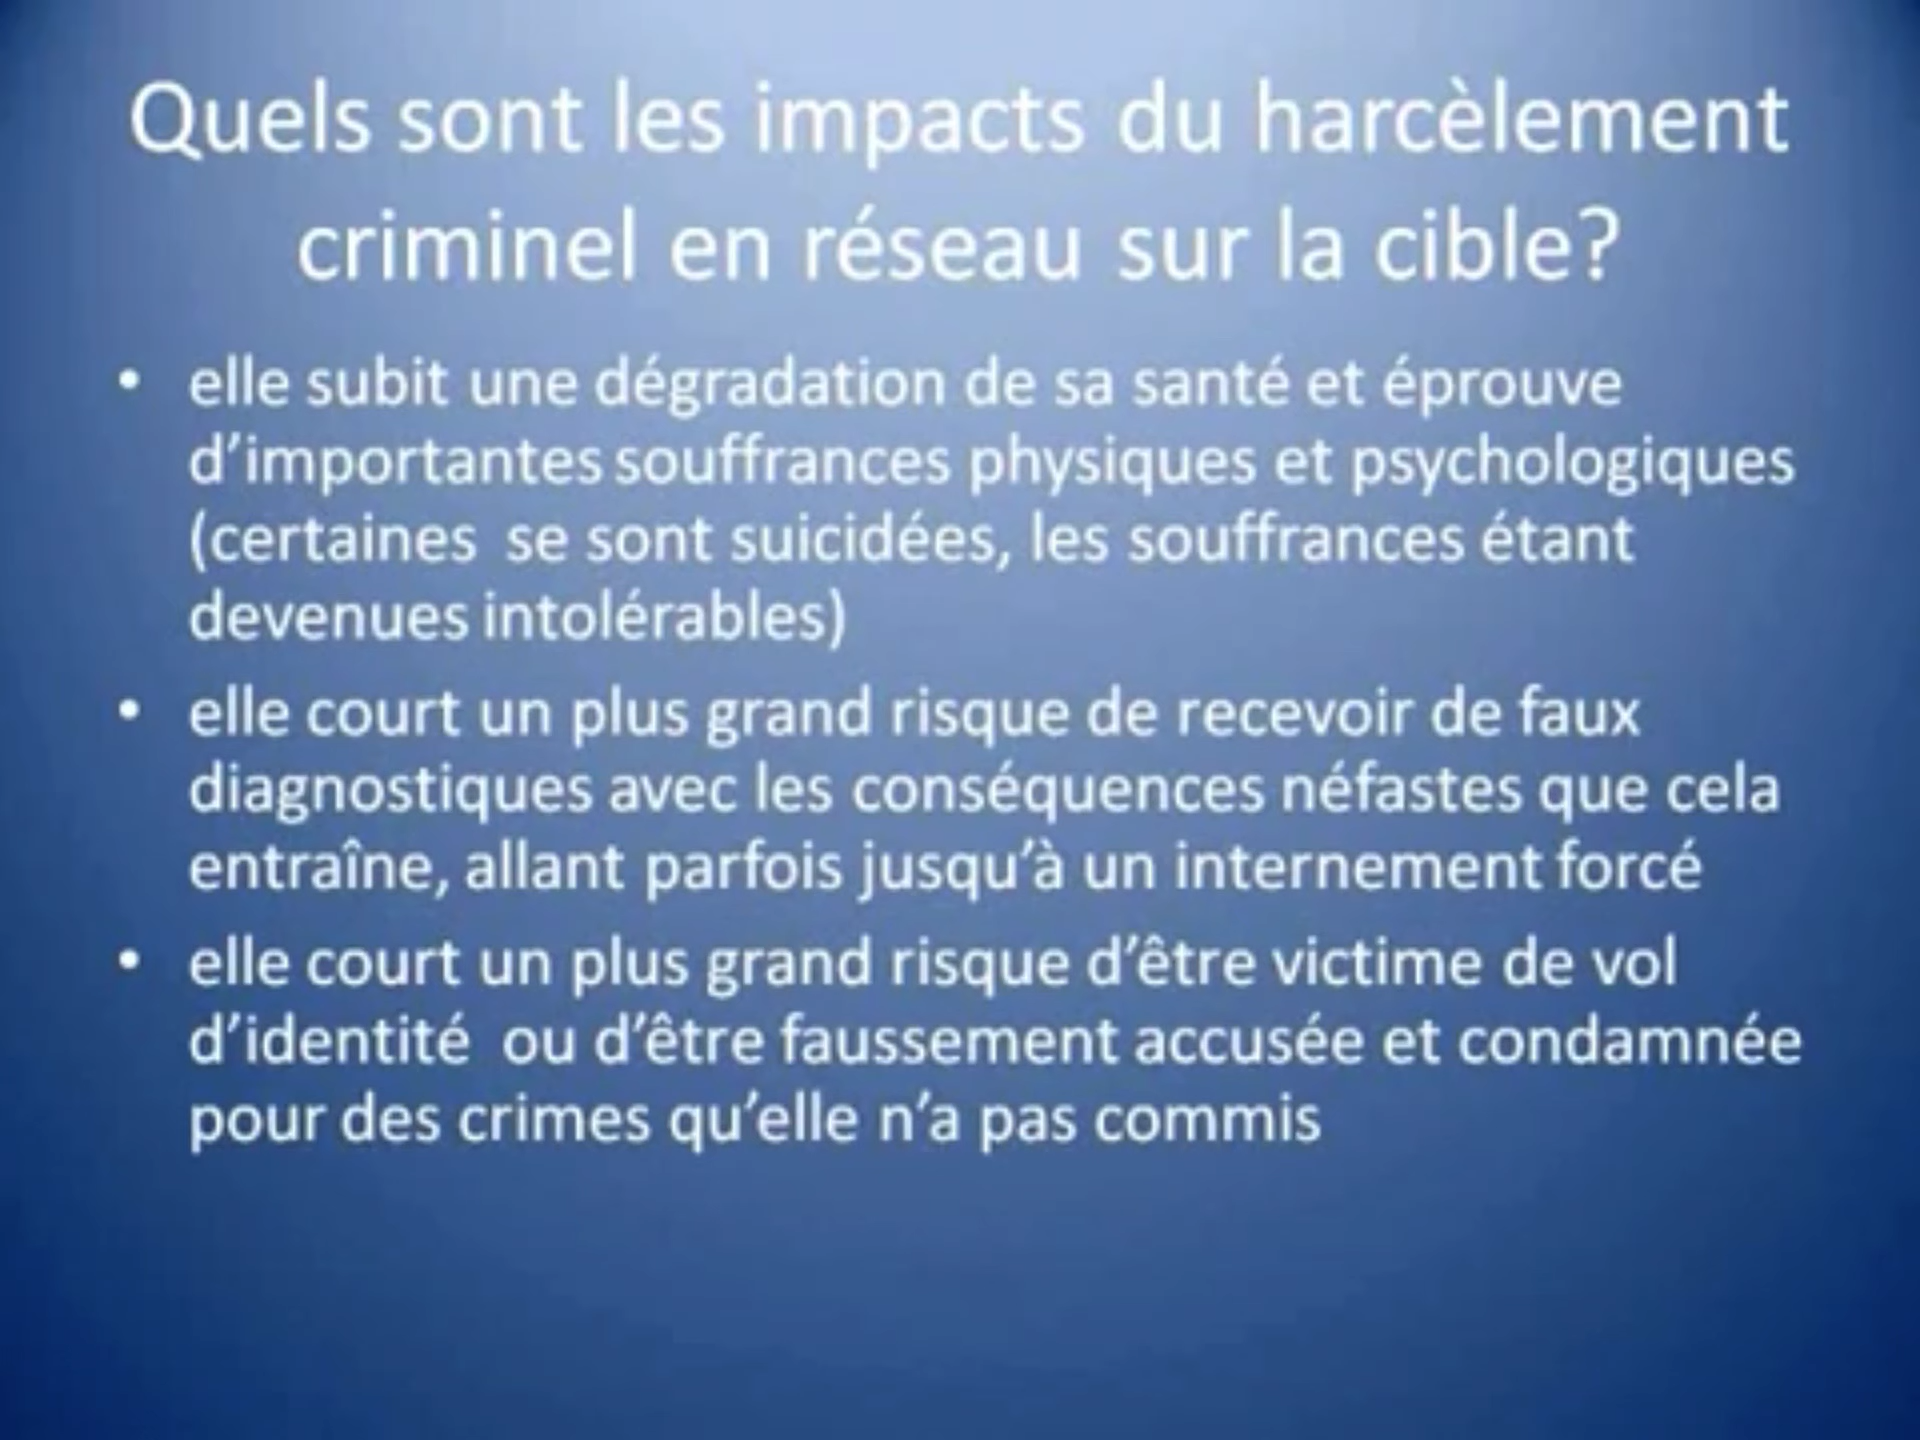 Quels sont les impacts du harcèlement
criminel en réseau sur la cible?
• elle subit une dégradation de sa santé et éprouve
d'importantes souffrances physiques et psychologiques
(certaines se sont suicidées, les souffrances étant
devenues intolérables)
• elle court un plus grand risque de recevoir de faux
diagnostiques avec les conséquences néfastes que cela
entraîne, allant parfois jusqu'à un internement forcé
• elle court un plus grand risque d'être victime de vol
d'identité ou d'être faussement accusée et condamnée
pour des crimes qu'elle n'a pas commis